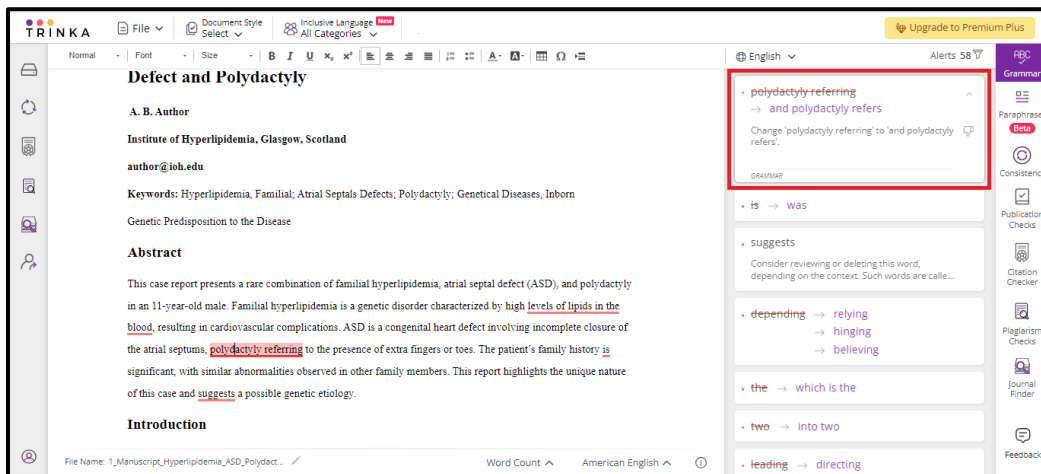 TRINKA
File
Document Style
Select
Inclusive Language New
All Categories
Upgrade to Premium Plus
Normal - Font - Size - B I U x₂ x² A A Ω
English
Alerts 58
ABC
Grammar
Defect and Polydactyly
A. B. Author
Institute of Hyperlipidemia, Glasgow, Scotland
author@ioh.edu
Keywords: Hyperlipidemia, Familial; Atrial Septals Defects; Polydactyly; Genetical Diseases, Inborn
Genetic Predisposition to the Disease
Abstract
This case report presents a rare combination of familial hyperlipidemia, atrial septal defect (ASD), and polydactyly
in an 11-year-old male. Familial hyperlipidemia is a genetic disorder characterized by high levels of lipids in the
blood, resulting in cardiovascular complications. ASD is a congenital heart defect involving incomplete closure of
the atrial septums, polydactyly referring to the presence of extra fingers or toes. The patient's family history is
significant, with similar abnormalities observed in other family members. This report highlights the unique nature
of this case and suggests a possible genetic etiology.
Introduction
File Name: 1_Manuscript_Hyperlipidemia_ASD_Polydact...
Word Count
American English
polydactyly referring
→ and polydactyly refers
Change 'polydactyly referring' to 'and polydactyly
refers'.
GRAMMAR
is → was
suggests
Consider reviewing or deleting this word,
depending on the context. Such words are calle...
depending → relying
→ hinging
→ believing
the → which is the
two → into two
leading → directing
Paraphrase
Beta
Consistenc
Publication
Checks
Citation
Checker
Plagiarism
Checks
Journal
Finder
Feedback